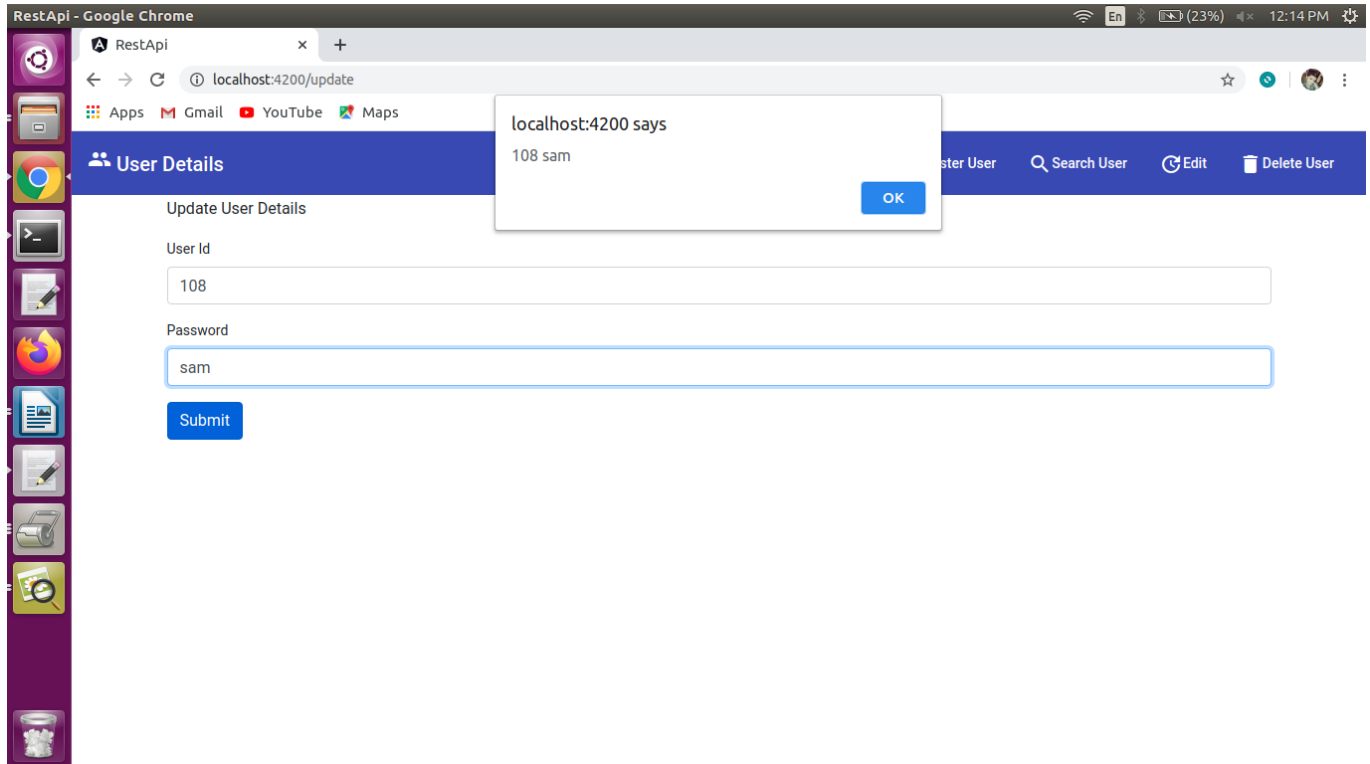 RestApi - Google Chrome
En (23%) 12:14 PM
RestApi
localhost:4200/update
Apps Gmail YouTube Maps
localhost:4200 says
108 sam
OK
User Details
ster User Search User Edit Delete User
Update User Details
User Id
108
Password
sam
Submit